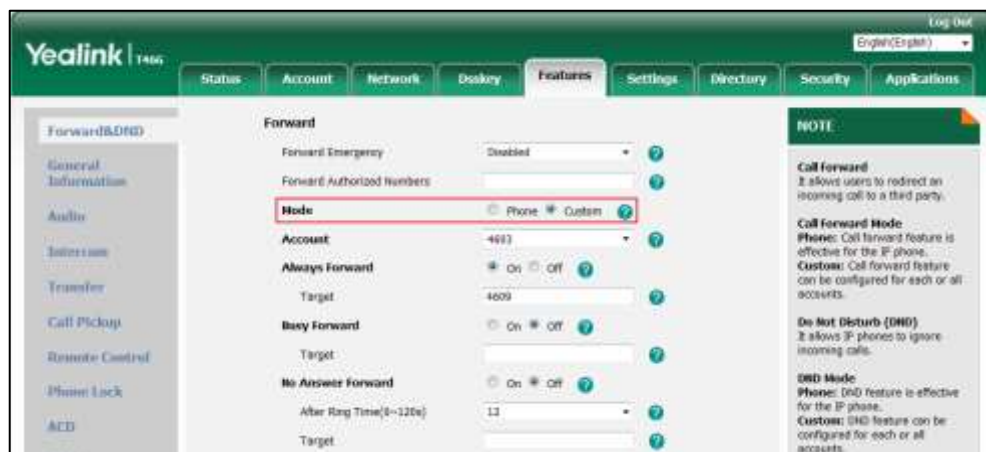 Log Out
Yealink T46G
English(English)
Status Account Network Dsskey Features Settings Directory Security Applications
Forward&DND
General
Information
Audio
Intercom
Transfer
Call Pickup
Remote Control
Phone Lock
ACD
Forward
Forward Emergency Disabled
Forward Authorized Numbers
Mode Phone Custom
Account 4603
Always Forward On Off
Target 4609
Busy Forward On Off
Target
No Answer Forward On Off
After Ring Time(0~120s) 12
Target
NOTE
Call Forward
It allows users to redirect an
incoming call to a third party.
Call Forward Mode
Phone: Call forward feature is
effective for the IP phone.
Custom: Call forward feature
can be configured for each or all
accounts.
Do Not Disturb (DND)
It allows IP phones to ignore
incoming calls.
DND Mode
Phone: DND feature is effective
for the IP phone.
Custom: DND feature can be
configured for each or all
accounts.